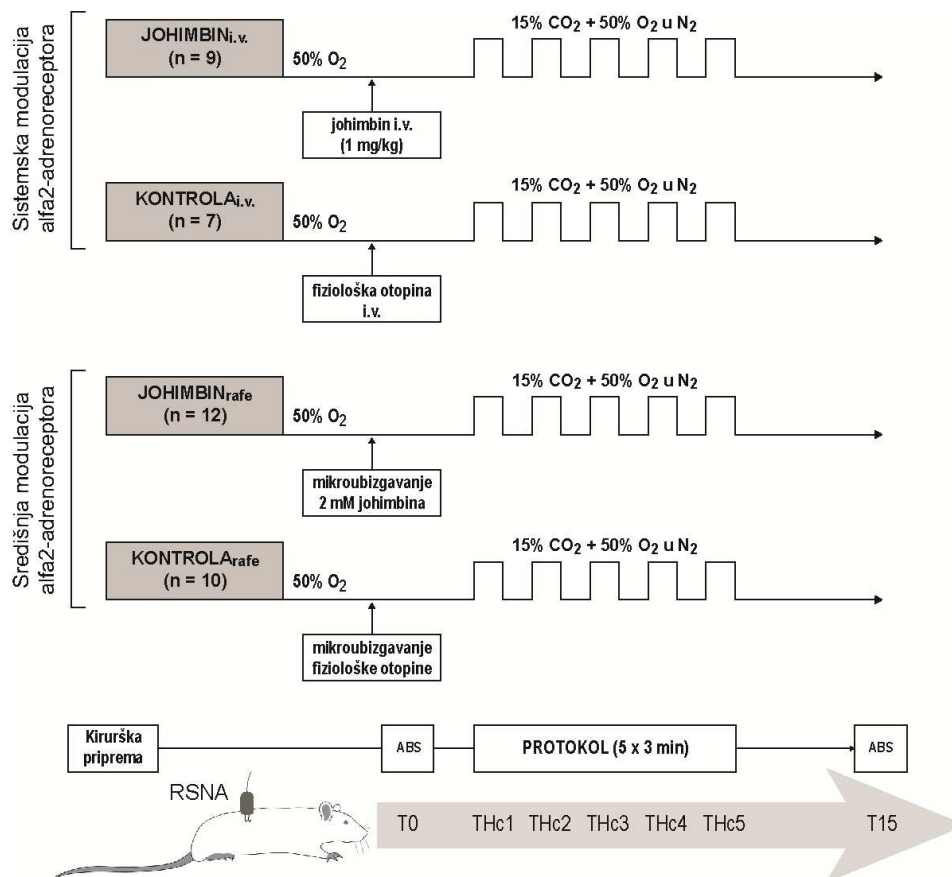 Sistemska modulacija
alfa2-adrenoreceptora
JOHIMBINi.v.
(n = 9)
50% O2
15% CO2 + 50% O2 u N2
johimbin i.v.
(1 mg/kg)
KONTROLAi.v.
(n = 7)
50% O2
15% CO2 + 50% O2 u N2
fiziološka otopina
i.v.
Središnja modulacija
alfa2-adrenoreceptora
JOHIMBINrafe
(n = 12)
50% O2
15% CO2 + 50% O2 u N2
mikroubizgavanje
2 mM johimbina
KONTROLArafe
(n = 10)
50% O2
15% CO2 + 50% O2 u N2
mikroubizgavanje
fiziološke otopine
Kirurška
priprema
ABS
PROTOKOL (5 x 3 min)
ABS
RSNA
T0 THc1 THc2 THc3 THc4 THc5 T15